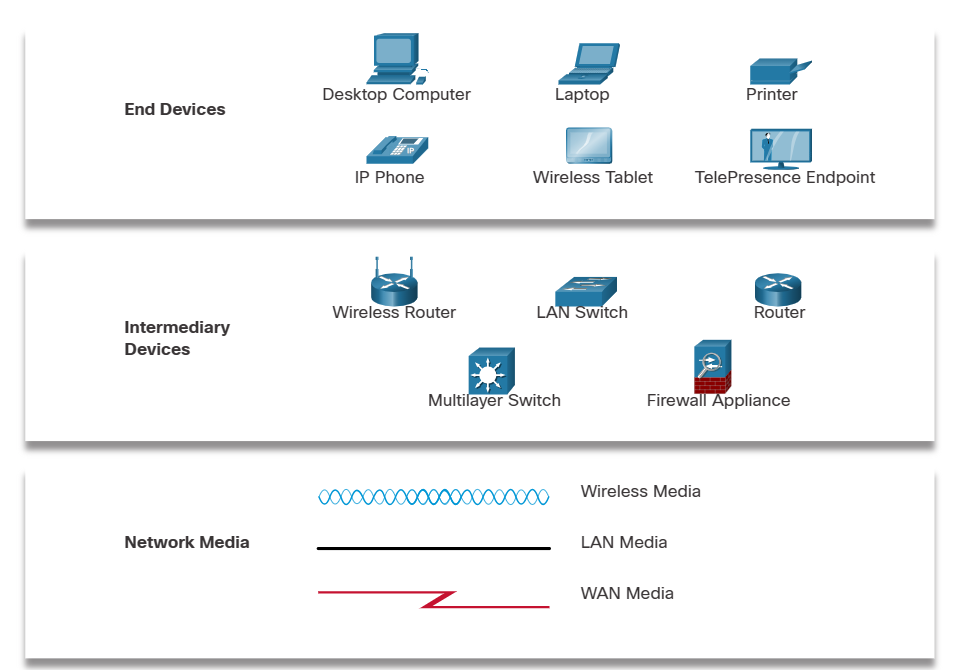 End Devices
Desktop Computer
Laptop
Printer
IP
IP Phone
Wireless Tablet
TelePresence Endpoint
Intermediary
Devices
Wireless Router
LAN Switch
Router
Multilayer Switch
Firewall Appliance
Network Media
Wireless Media
LAN Media
WAN Media